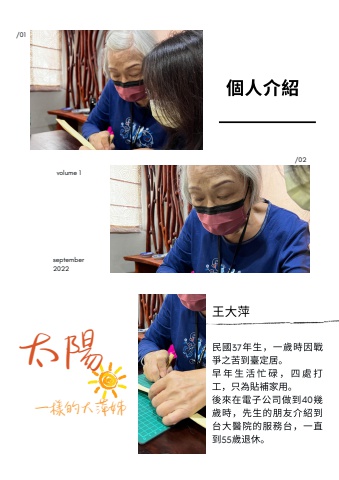 /01
個人介紹
/02
volume 1
september
2022
王大萍
太陽
一樣的大萍姊
民國37年生，一歲時因戰
爭之苦到臺定居。
早年生活忙碌，四處打
工，只為貼補家用。
後來在電子公司做到40幾
歲時，先生的朋友介紹到
台大醫院的服務台，一直
到55歲退休。